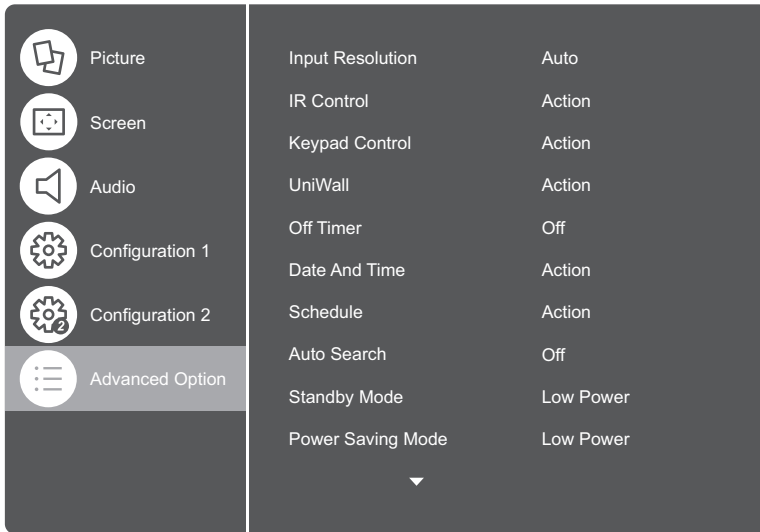 Picture
Screen
Audio
Configuration 1
Configuration 2
2
Advanced Option
Input Resolution Auto
IR Control Action
Keypad Control Action
UniWall Action
Off Timer Off
Date And Time Action
Schedule Action
Auto Search Off
Standby Mode Low Power
Power Saving Mode Low Power